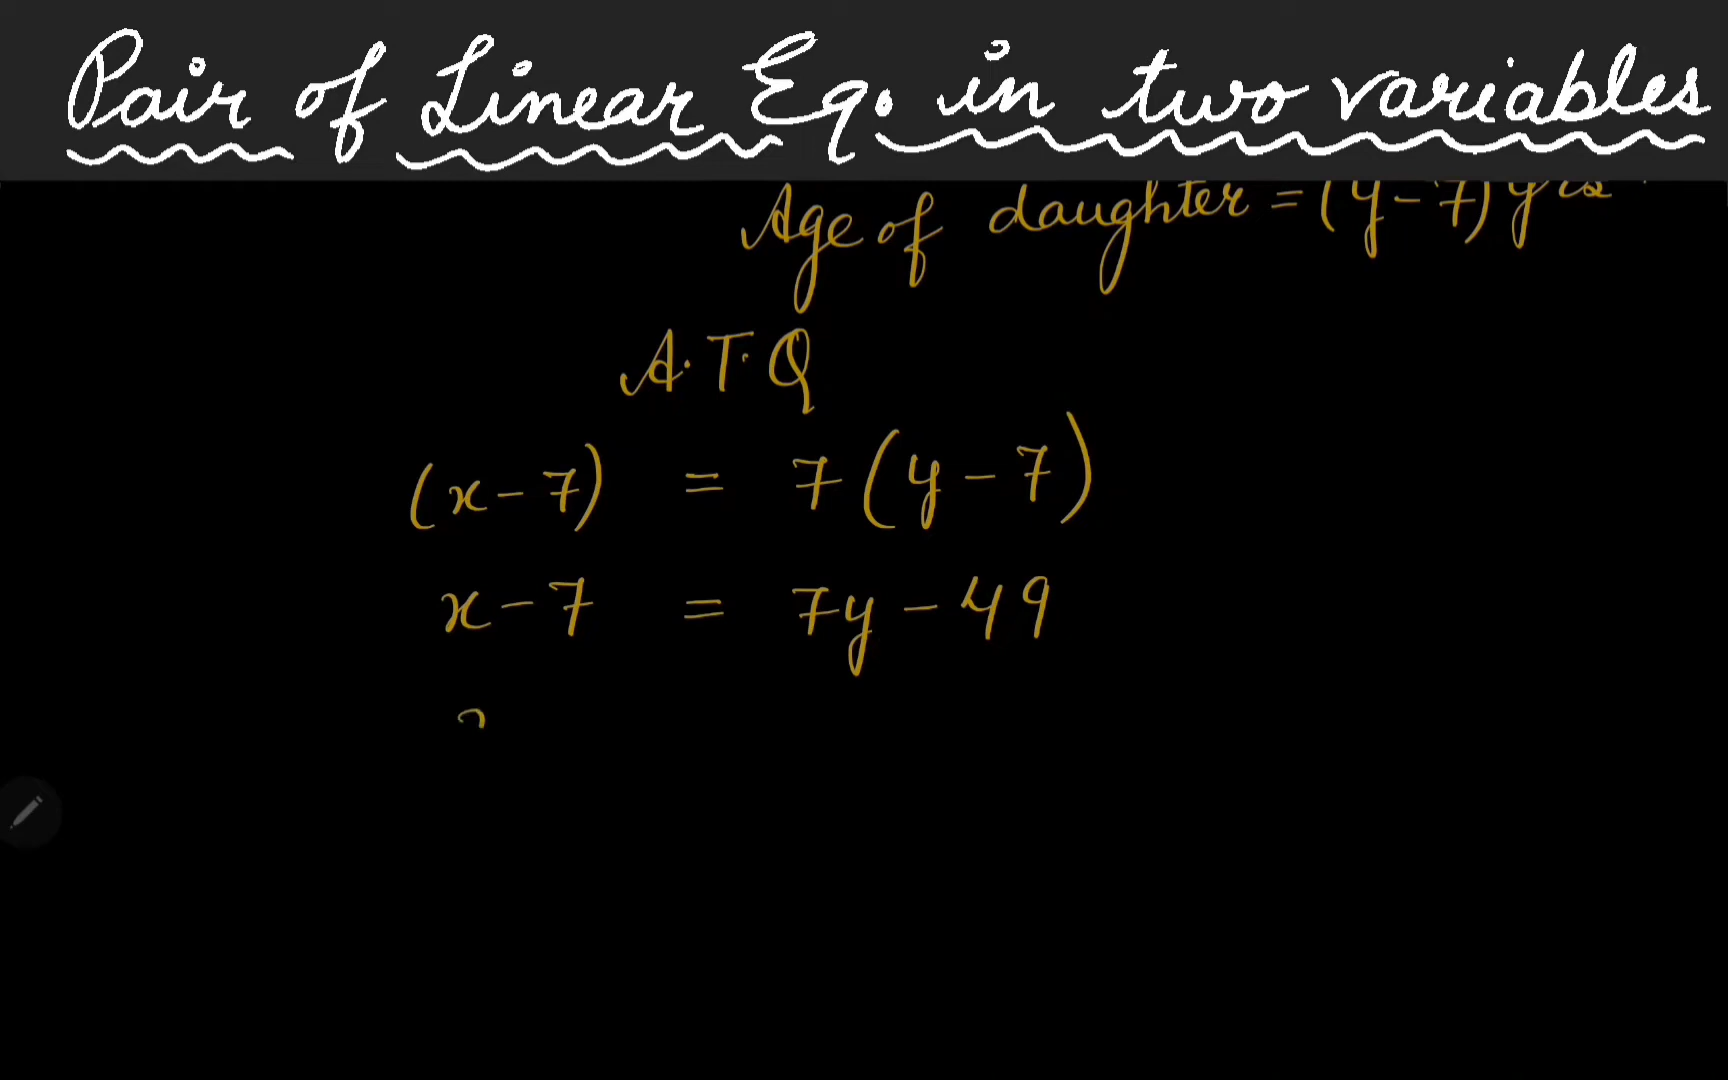 Pair of Linear Eq. in two variables
Age of daughter = (y - 7) yrs
A.T.Q
(x - 7) = 7 (y - 7)
x - 7 = 7y - 49